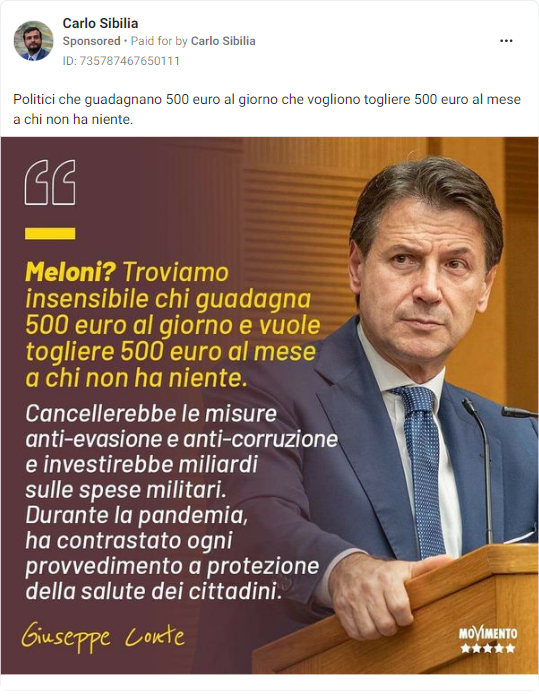 Carlo Sibilia
Sponsored • Paid for by Carlo Sibilia
ID: 735787467650111
Politici che guadagnano 500 euro al giorno che vogliono togliere 500 euro al mese
a chi non ha niente.
Meloni? Troviamo
insensibile chi guadagna
500 euro al giorno e vuole
togliere 500 euro al mese
a chi non ha niente.
Cancellerebbe le misure
anti-evasione e anti-corruzione
e investirebbe miliardi
sulle spese militari.
Durante la pandemia,
ha contrastato ogni
provvedimento a protezione
della salute dei cittadini.
Giuseppe Conte
MOVIMENTO